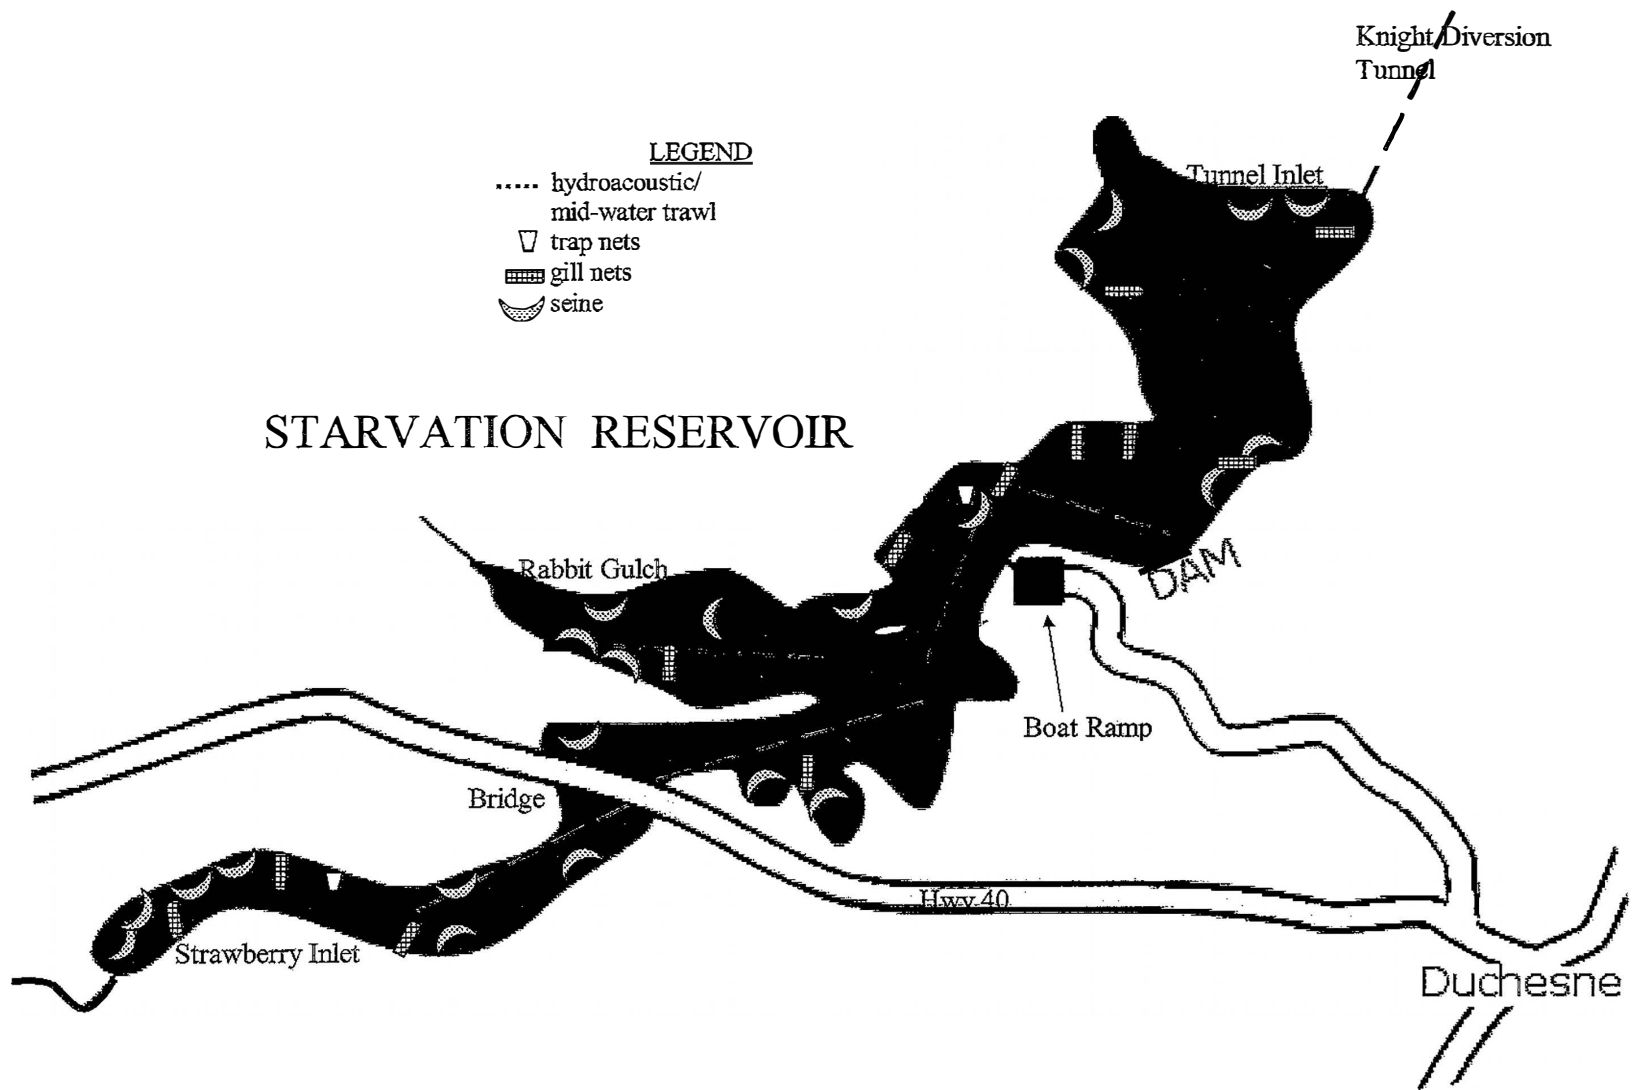 Knight Diversion
Tunnel
LEGEND
hydroacoustic/
mid-water trawl
trap nets
gill nets
seine
Tunnel Inlet
STARVATION RESERVOIR
Rabbit Gulch
DAM
Boat Ramp
Bridge
Hwy 40
Strawberry Inlet
Duchesne